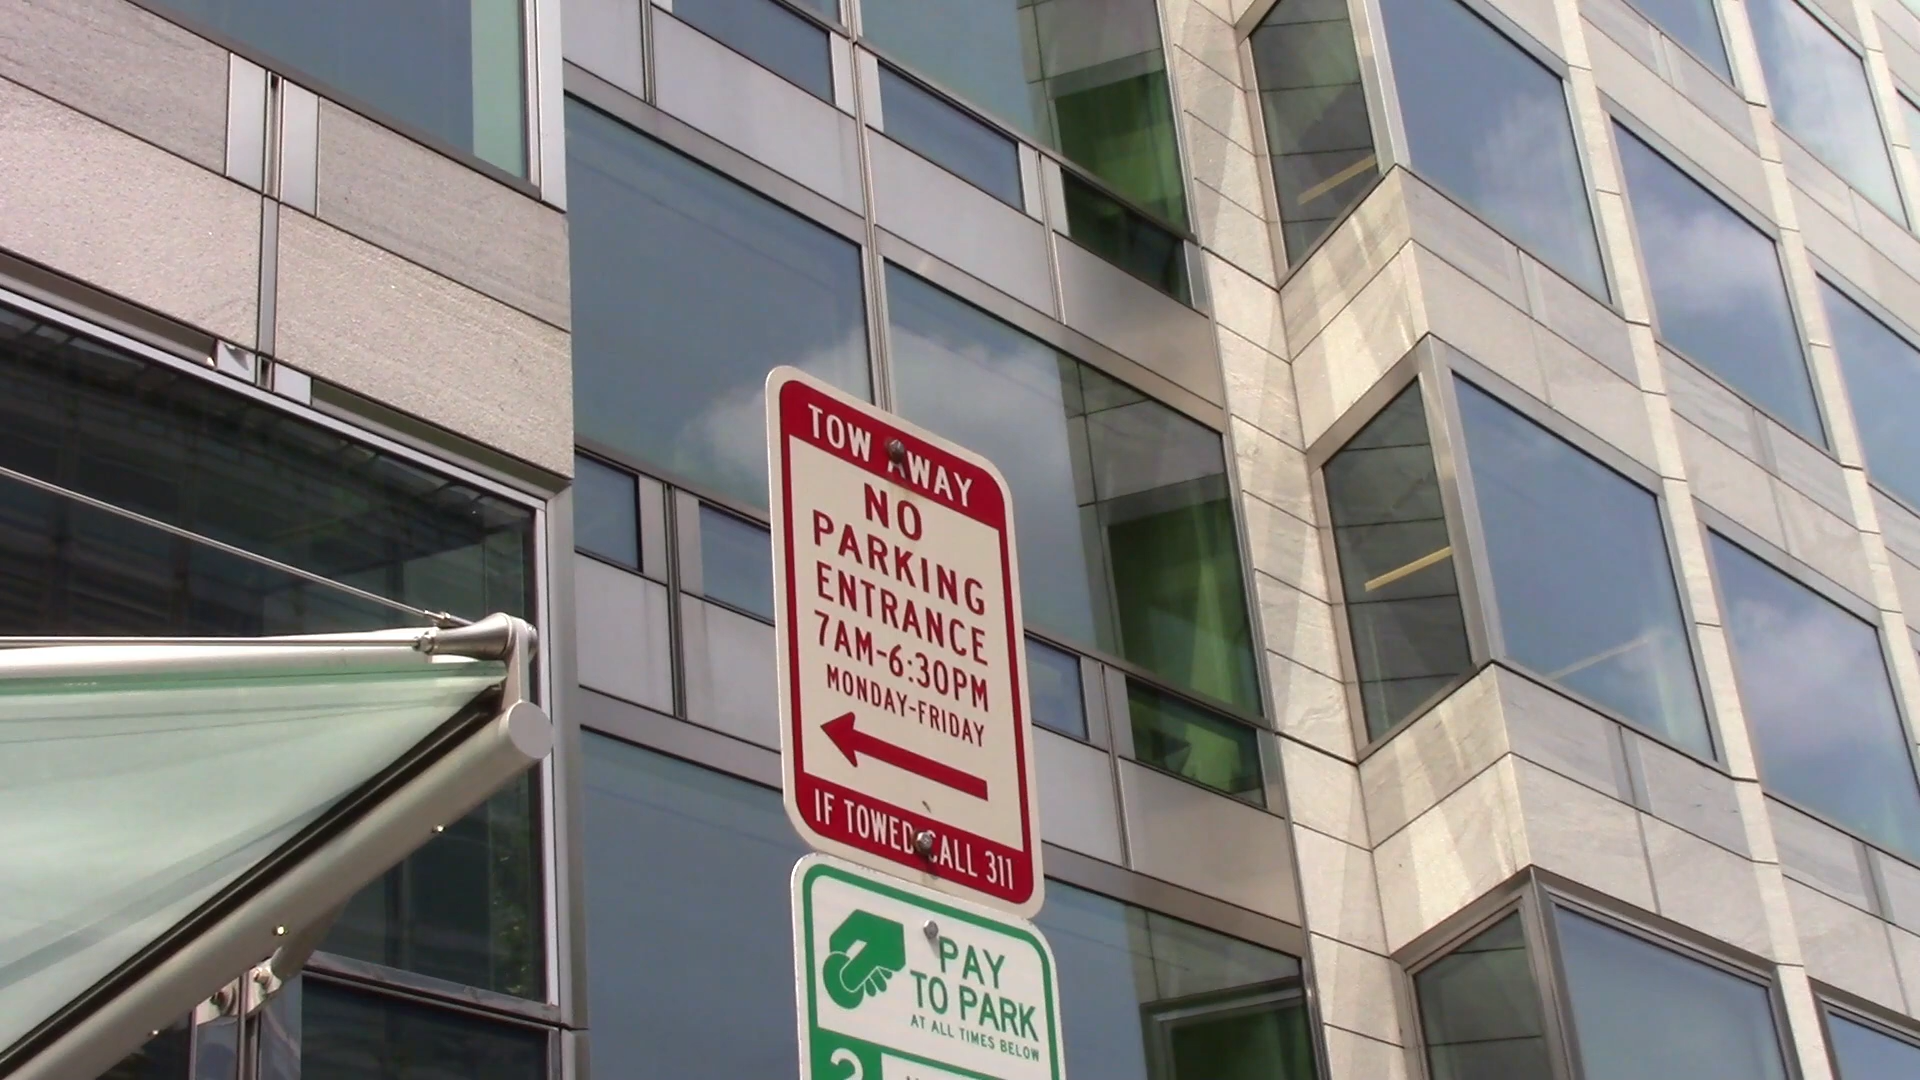 TOW AWAY
NO
PARKING
ENTRANCE
7AM-6:30PM
MONDAY-FRIDAY
IF TOWED CALL 311
PAY
TO PARK
AT ALL TIMES BELOW
2